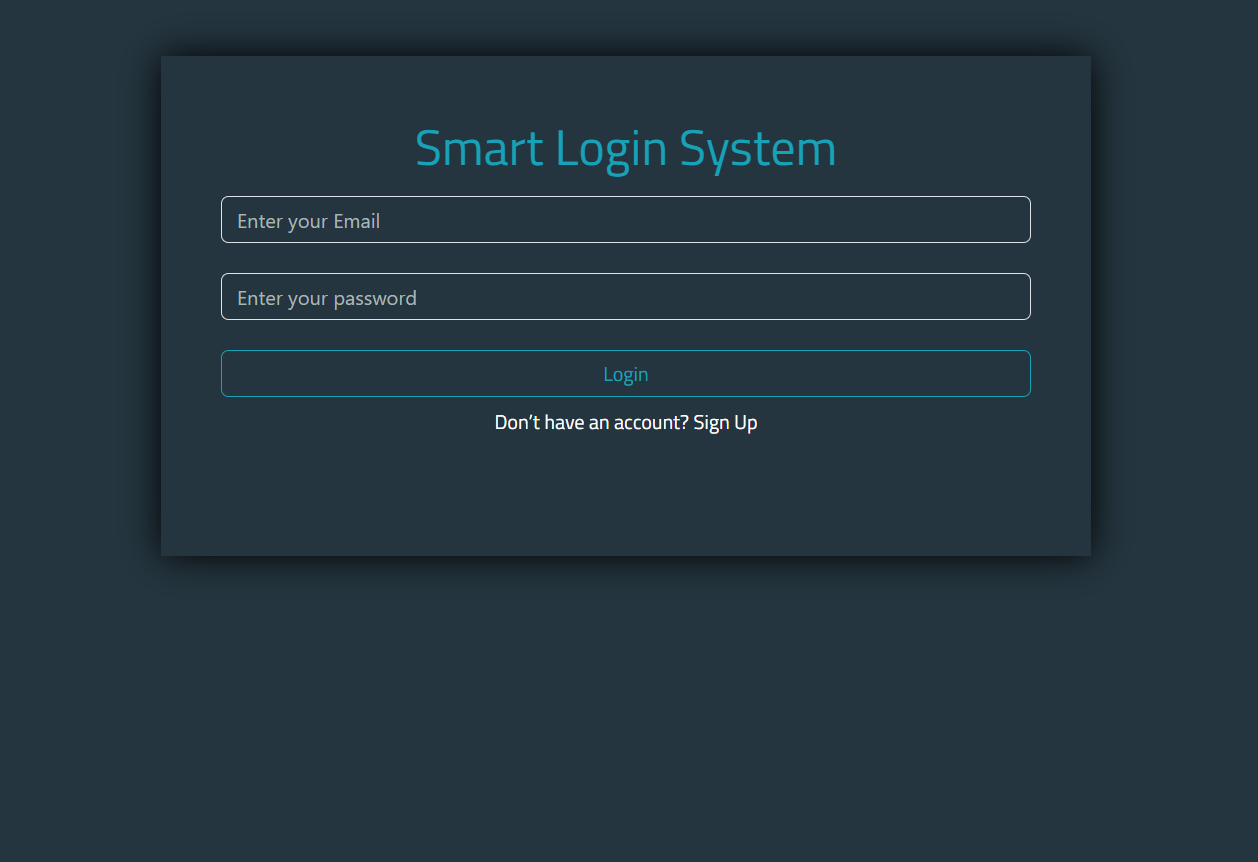 Smart Login System
Enter your Email
Enter your password
Login
Don’t have an account? Sign Up